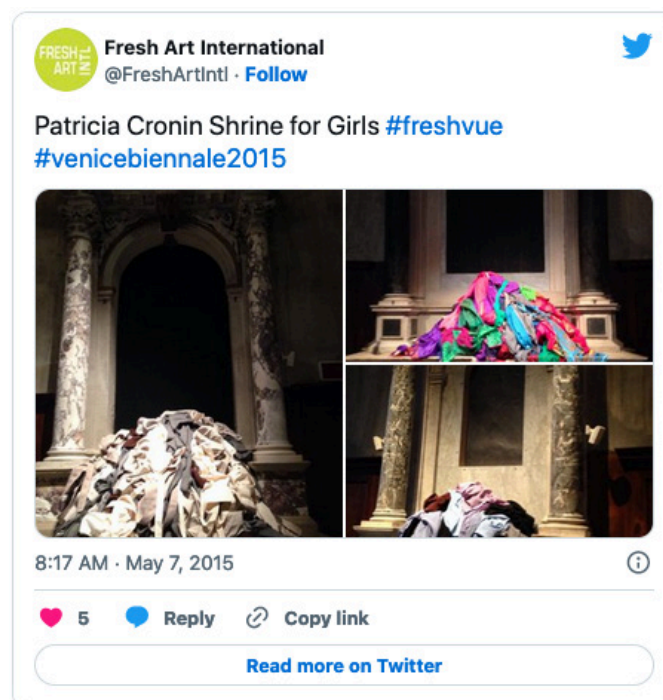 FRESH
ART
INTL
Fresh Art International
@FreshArtIntl · Follow
Patricia Cronin Shrine for Girls #freshvue
#venicebiennale2015
8:17 AM · May 7, 2015
5 Reply Copy link
Read more on Twitter